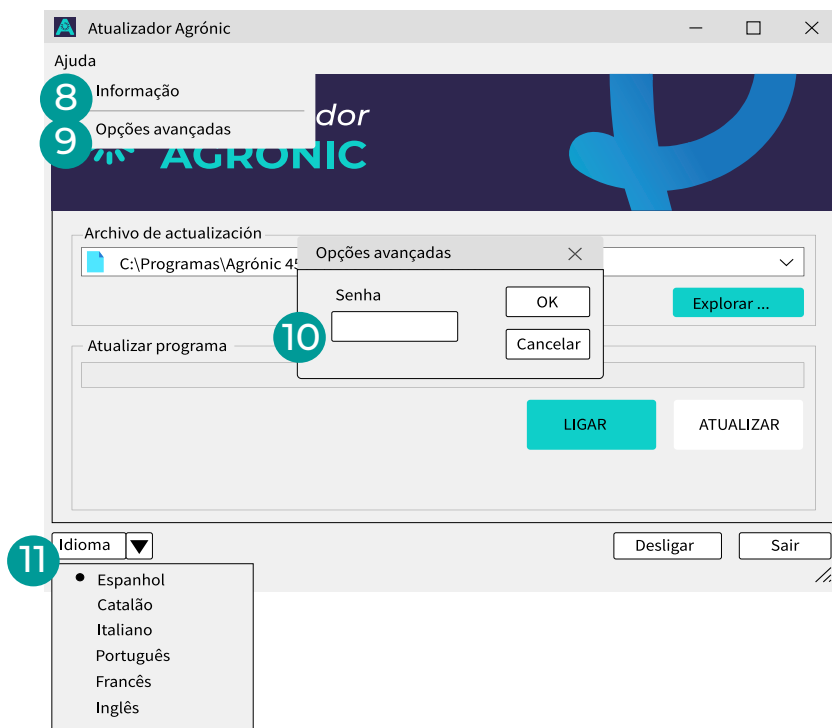 Atualizador Agrónic
Ajuda
8 Informação
9 Opções avançadas
dor
AGRONIC
Archivo de actualización
C:\Programas\Agrónic 45
Explorar ...
Opções avançadas
Senha
OK
10
Cancelar
Atualizar programa
LIGAR
ATUALIZAR
11 Idioma
Desligar
Sair
Espanhol
Catalão
Italiano
Português
Francês
Inglês